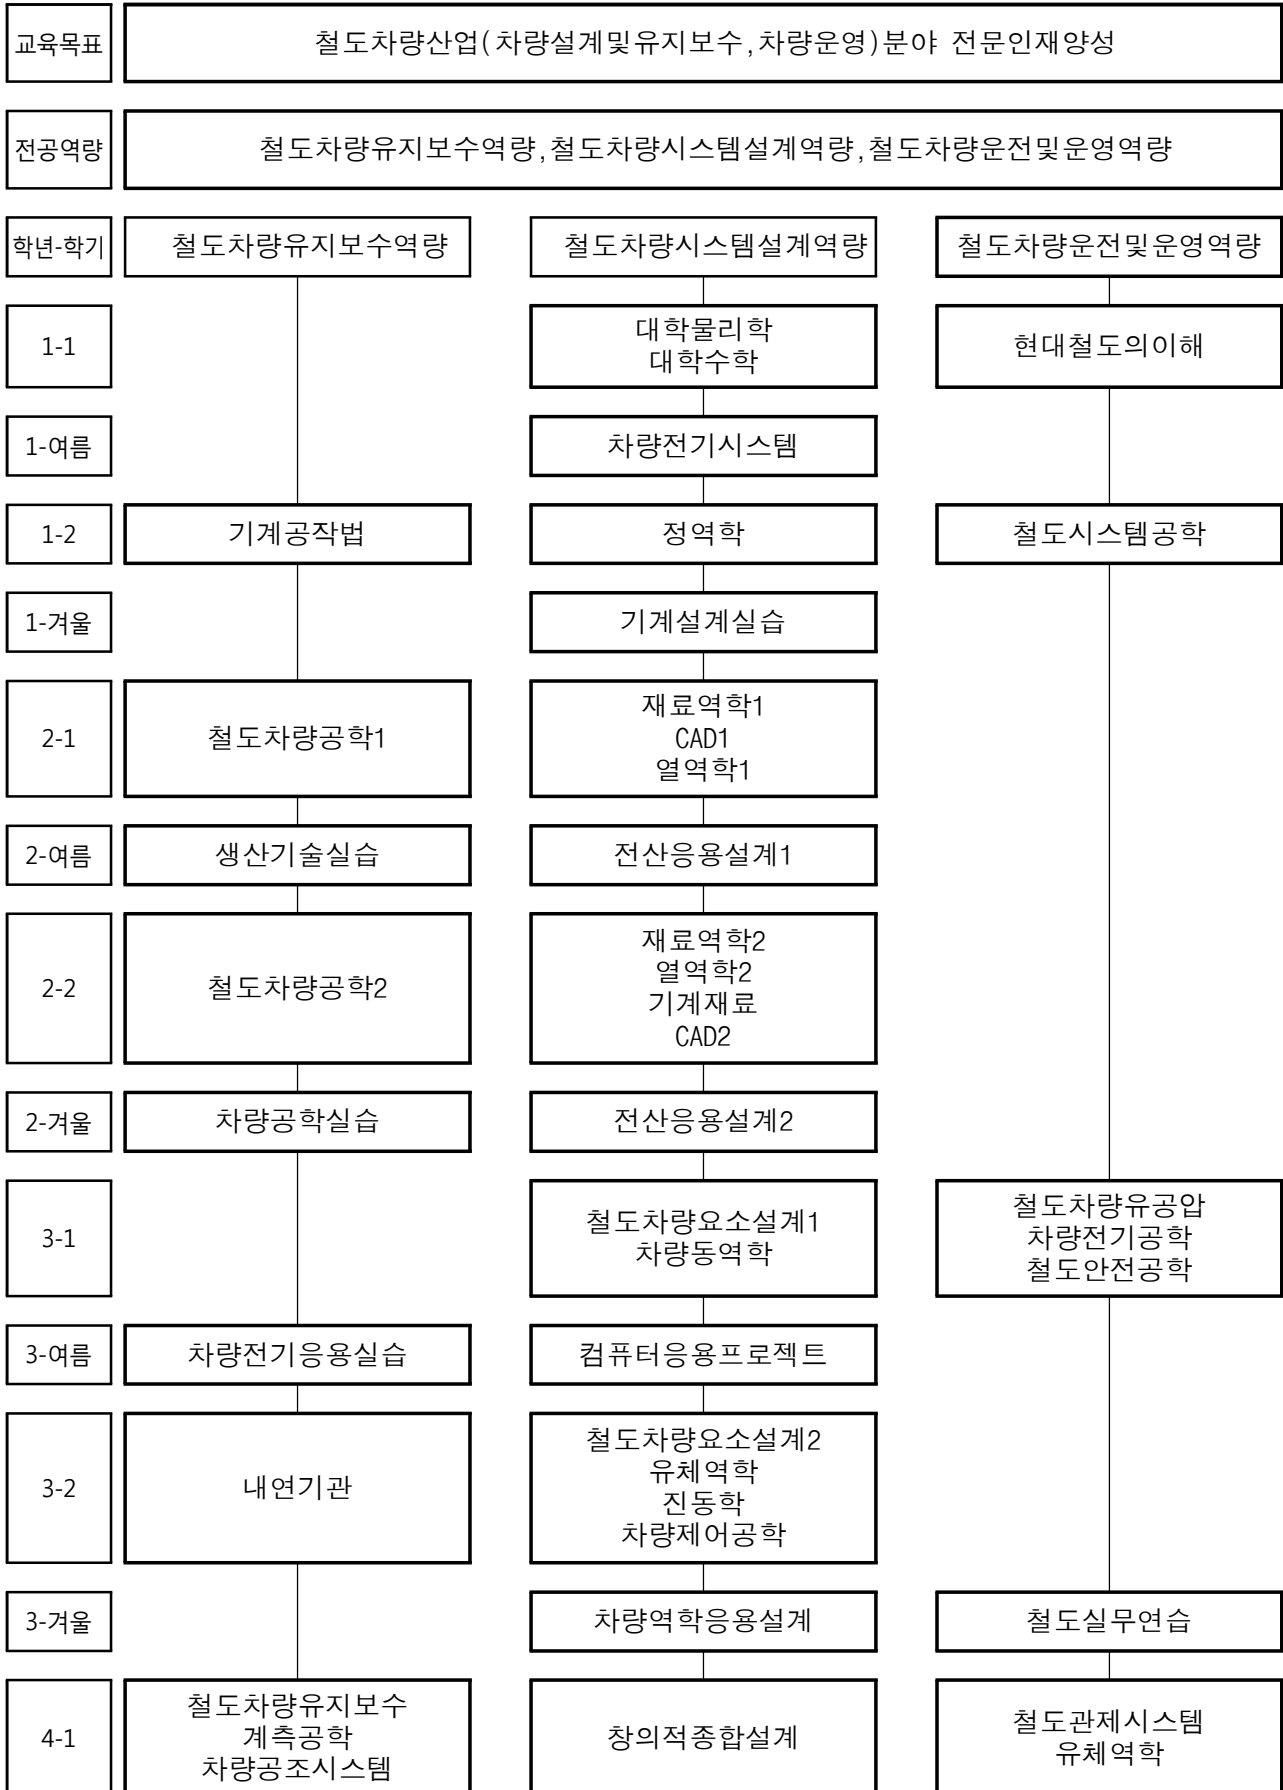 교육목표
철도차량산업(차량설계및유지보수,차량운영)분야 전문인재양성
전공역량
철도차량유지보수역량,철도차량시스템설계역량,철도차량운전및운영역량
학년-학기
철도차량유지보수역량
철도차량시스템설계역량
철도차량운전및운영역량
1-1
대학물리학
대학수학
현대철도의이해
1-여름
차량전기시스템
1-2
기계공작법
정역학
철도시스템공학
1-겨울
기계설계실습
2-1
철도차량공학1
재료역학1
CAD1
열역학1
2-여름
생산기술실습
전산응용설계1
2-2
철도차량공학2
재료역학2
열역학2
기계재료
CAD2
2-겨울
차량공학실습
전산응용설계2
3-1
철도차량요소설계1
차량동역학
철도차량유공압
차량전기공학
철도안전공학
3-여름
차량전기응용실습
컴퓨터응용프로젝트
3-2
내연기관
철도차량요소설계2
유체역학
진동학
차량제어공학
3-겨울
차량역학응용설계
철도실무연습
4-1
철도차량유지보수
계측공학
차량공조시스템
창의적종합설계
철도관제시스템
유체역학